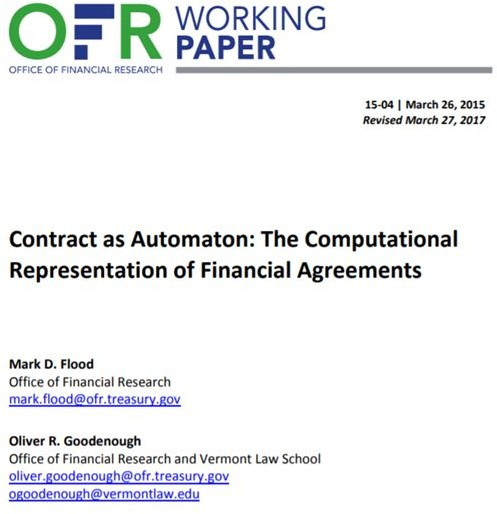 OFR WORKING
PAPER
OFFICE OF FINANCIAL RESEARCH
15-04 | March 26, 2015
Revised March 27, 2017
Contract as Automaton: The Computational
Representation of Financial Agreements
Mark D. Flood
Office of Financial Research
mark.flood@ofr.treasury.gov
Oliver R. Goodenough
Office of Financial Research and Vermont Law School
oliver.goodenough@ofr.treasury.gov
ogoodenough@vermontlaw.edu